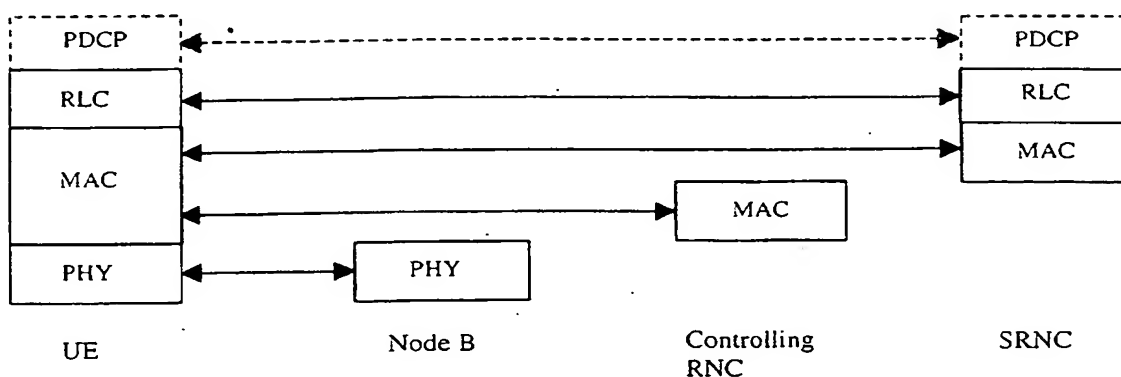 PDCP
PDCP
RLC
RLC
MAC
MAC
MAC
PHY
PHY
UE
Node B
Controlling
RNC
SRNC